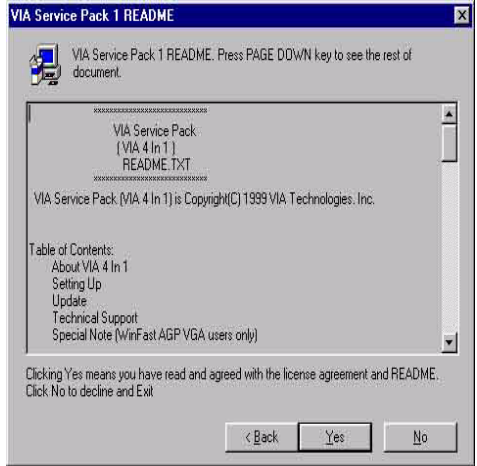 VIA Service Pack 1 README
VIA Service Pack 1 README. Press PAGE DOWN key to see the rest of
document.
xxxxxxxxxxxxxxxxxxxxxxxxxxxx
VIA Service Pack
( VIA 4 In 1 )
README.TXT
xxxxxxxxxxxxxxxxxxxxxxxxxxxx
VIA Service Pack (VIA 4 In 1) is Copyright(C) 1999 VIA Technologies. Inc.
Table of Contents:
About VIA 4 In 1
Setting Up
Update
Technical Support
Special Note (WinFast AGP VGA users only)
Clicking Yes means you have read and agreed with the license agreement and README.
Click No to decline and Exit
< Back
Yes
No